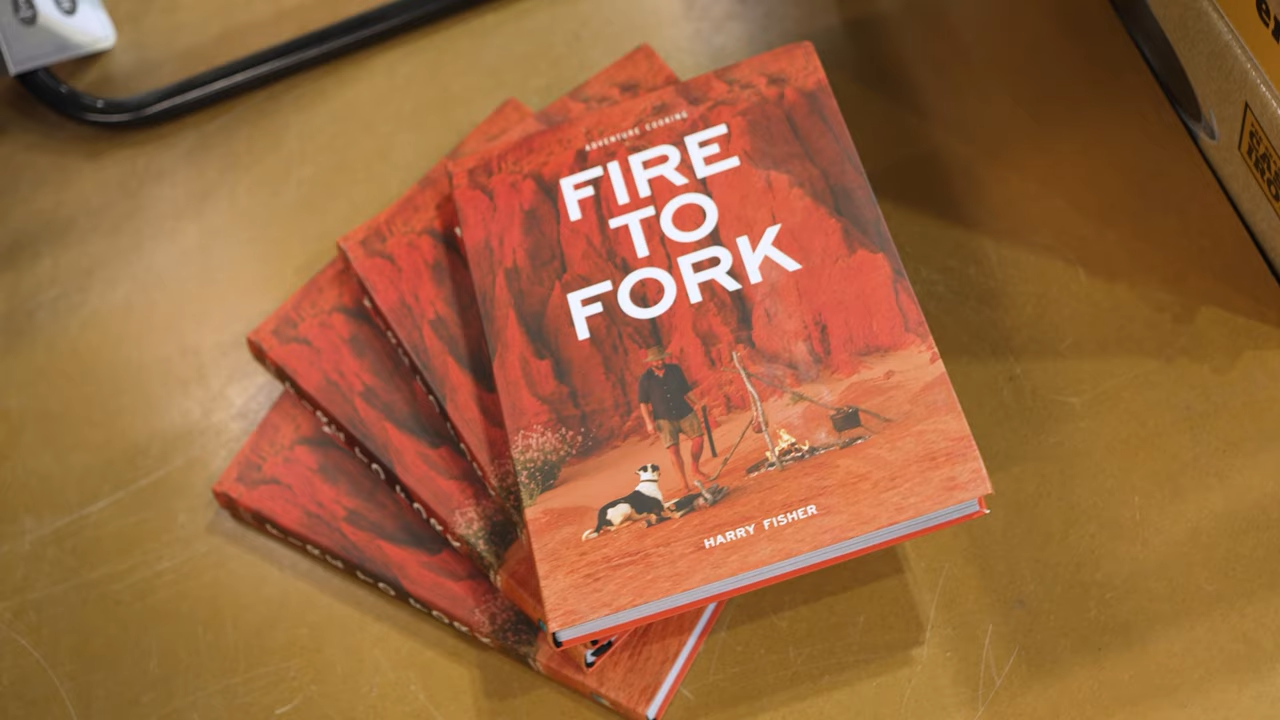 ADVENTURE COOKING
FIRE
TO
FORK
HARRY FISHER